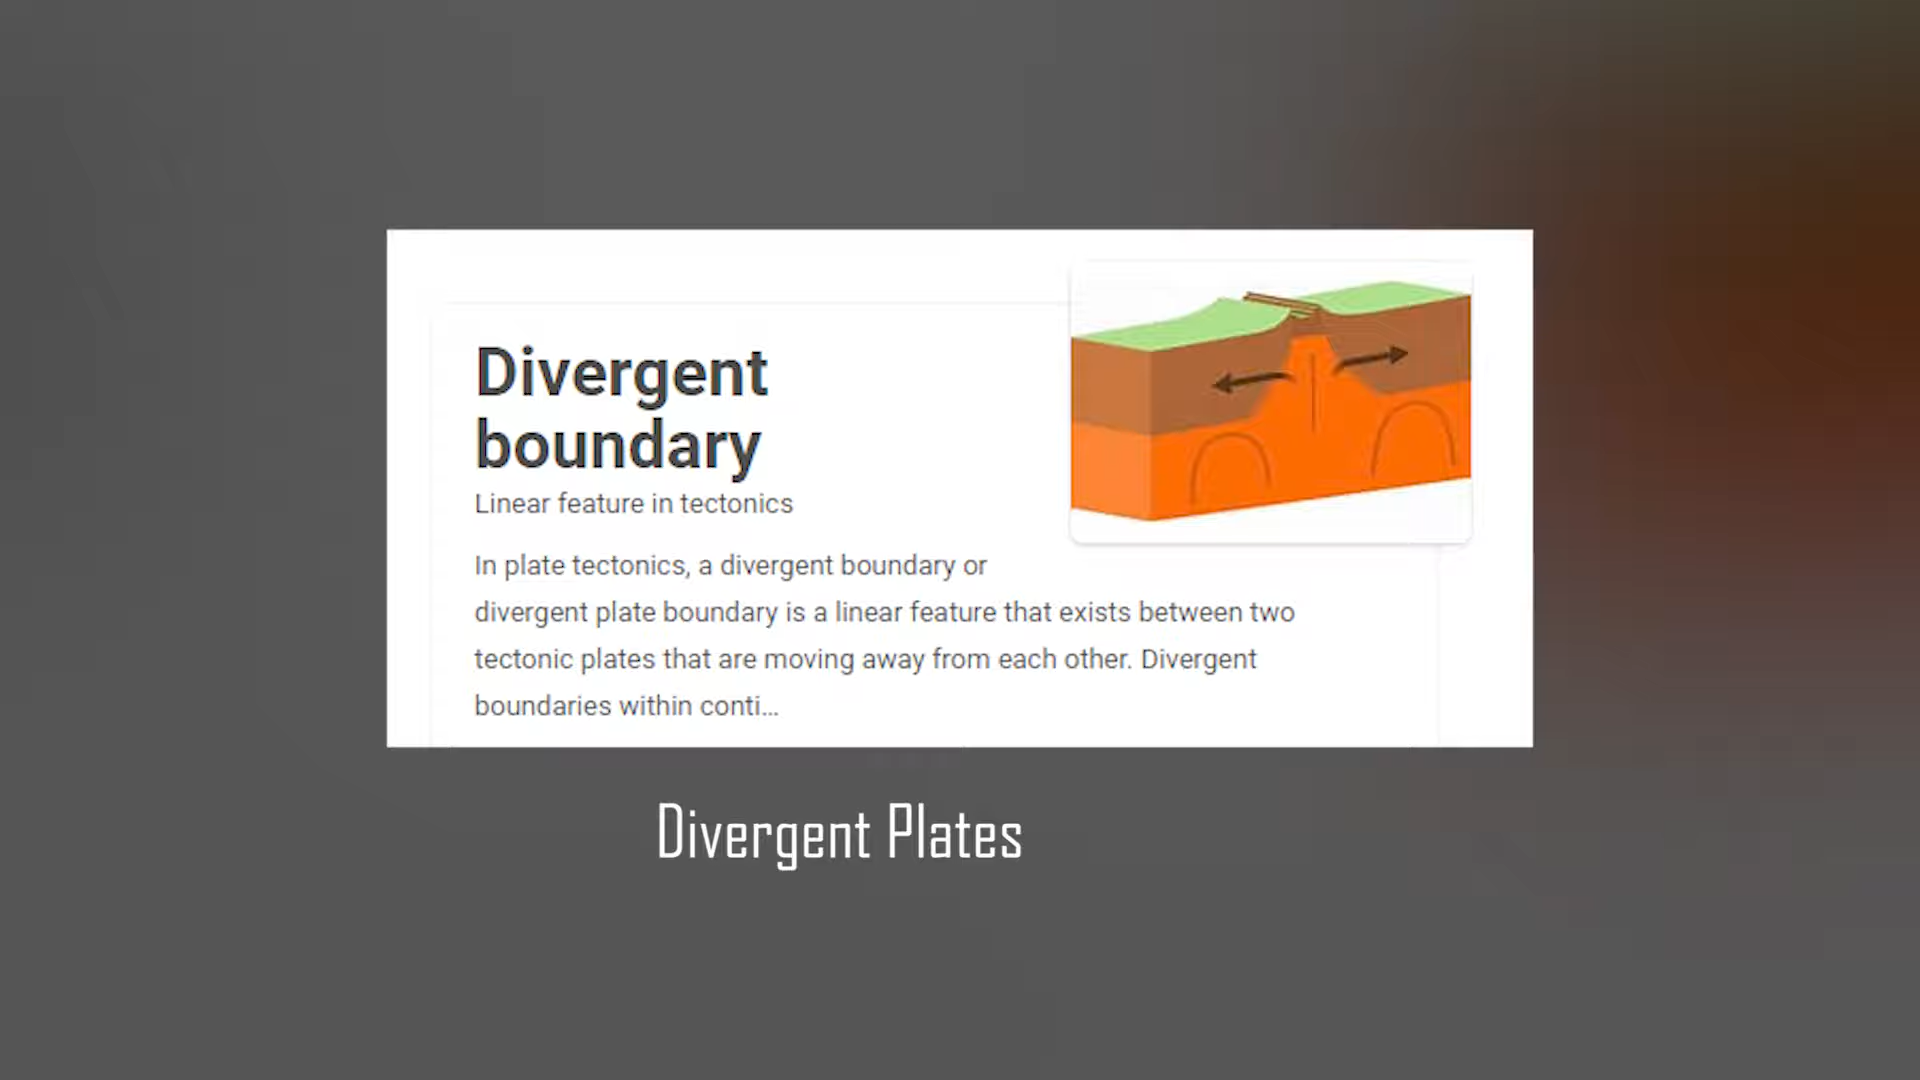 Divergent
boundary
Linear feature in tectonics
In plate tectonics, a divergent boundary or
divergent plate boundary is a linear feature that exists between two
tectonic plates that are moving away from each other. Divergent
boundaries within conti...
Divergent Plates